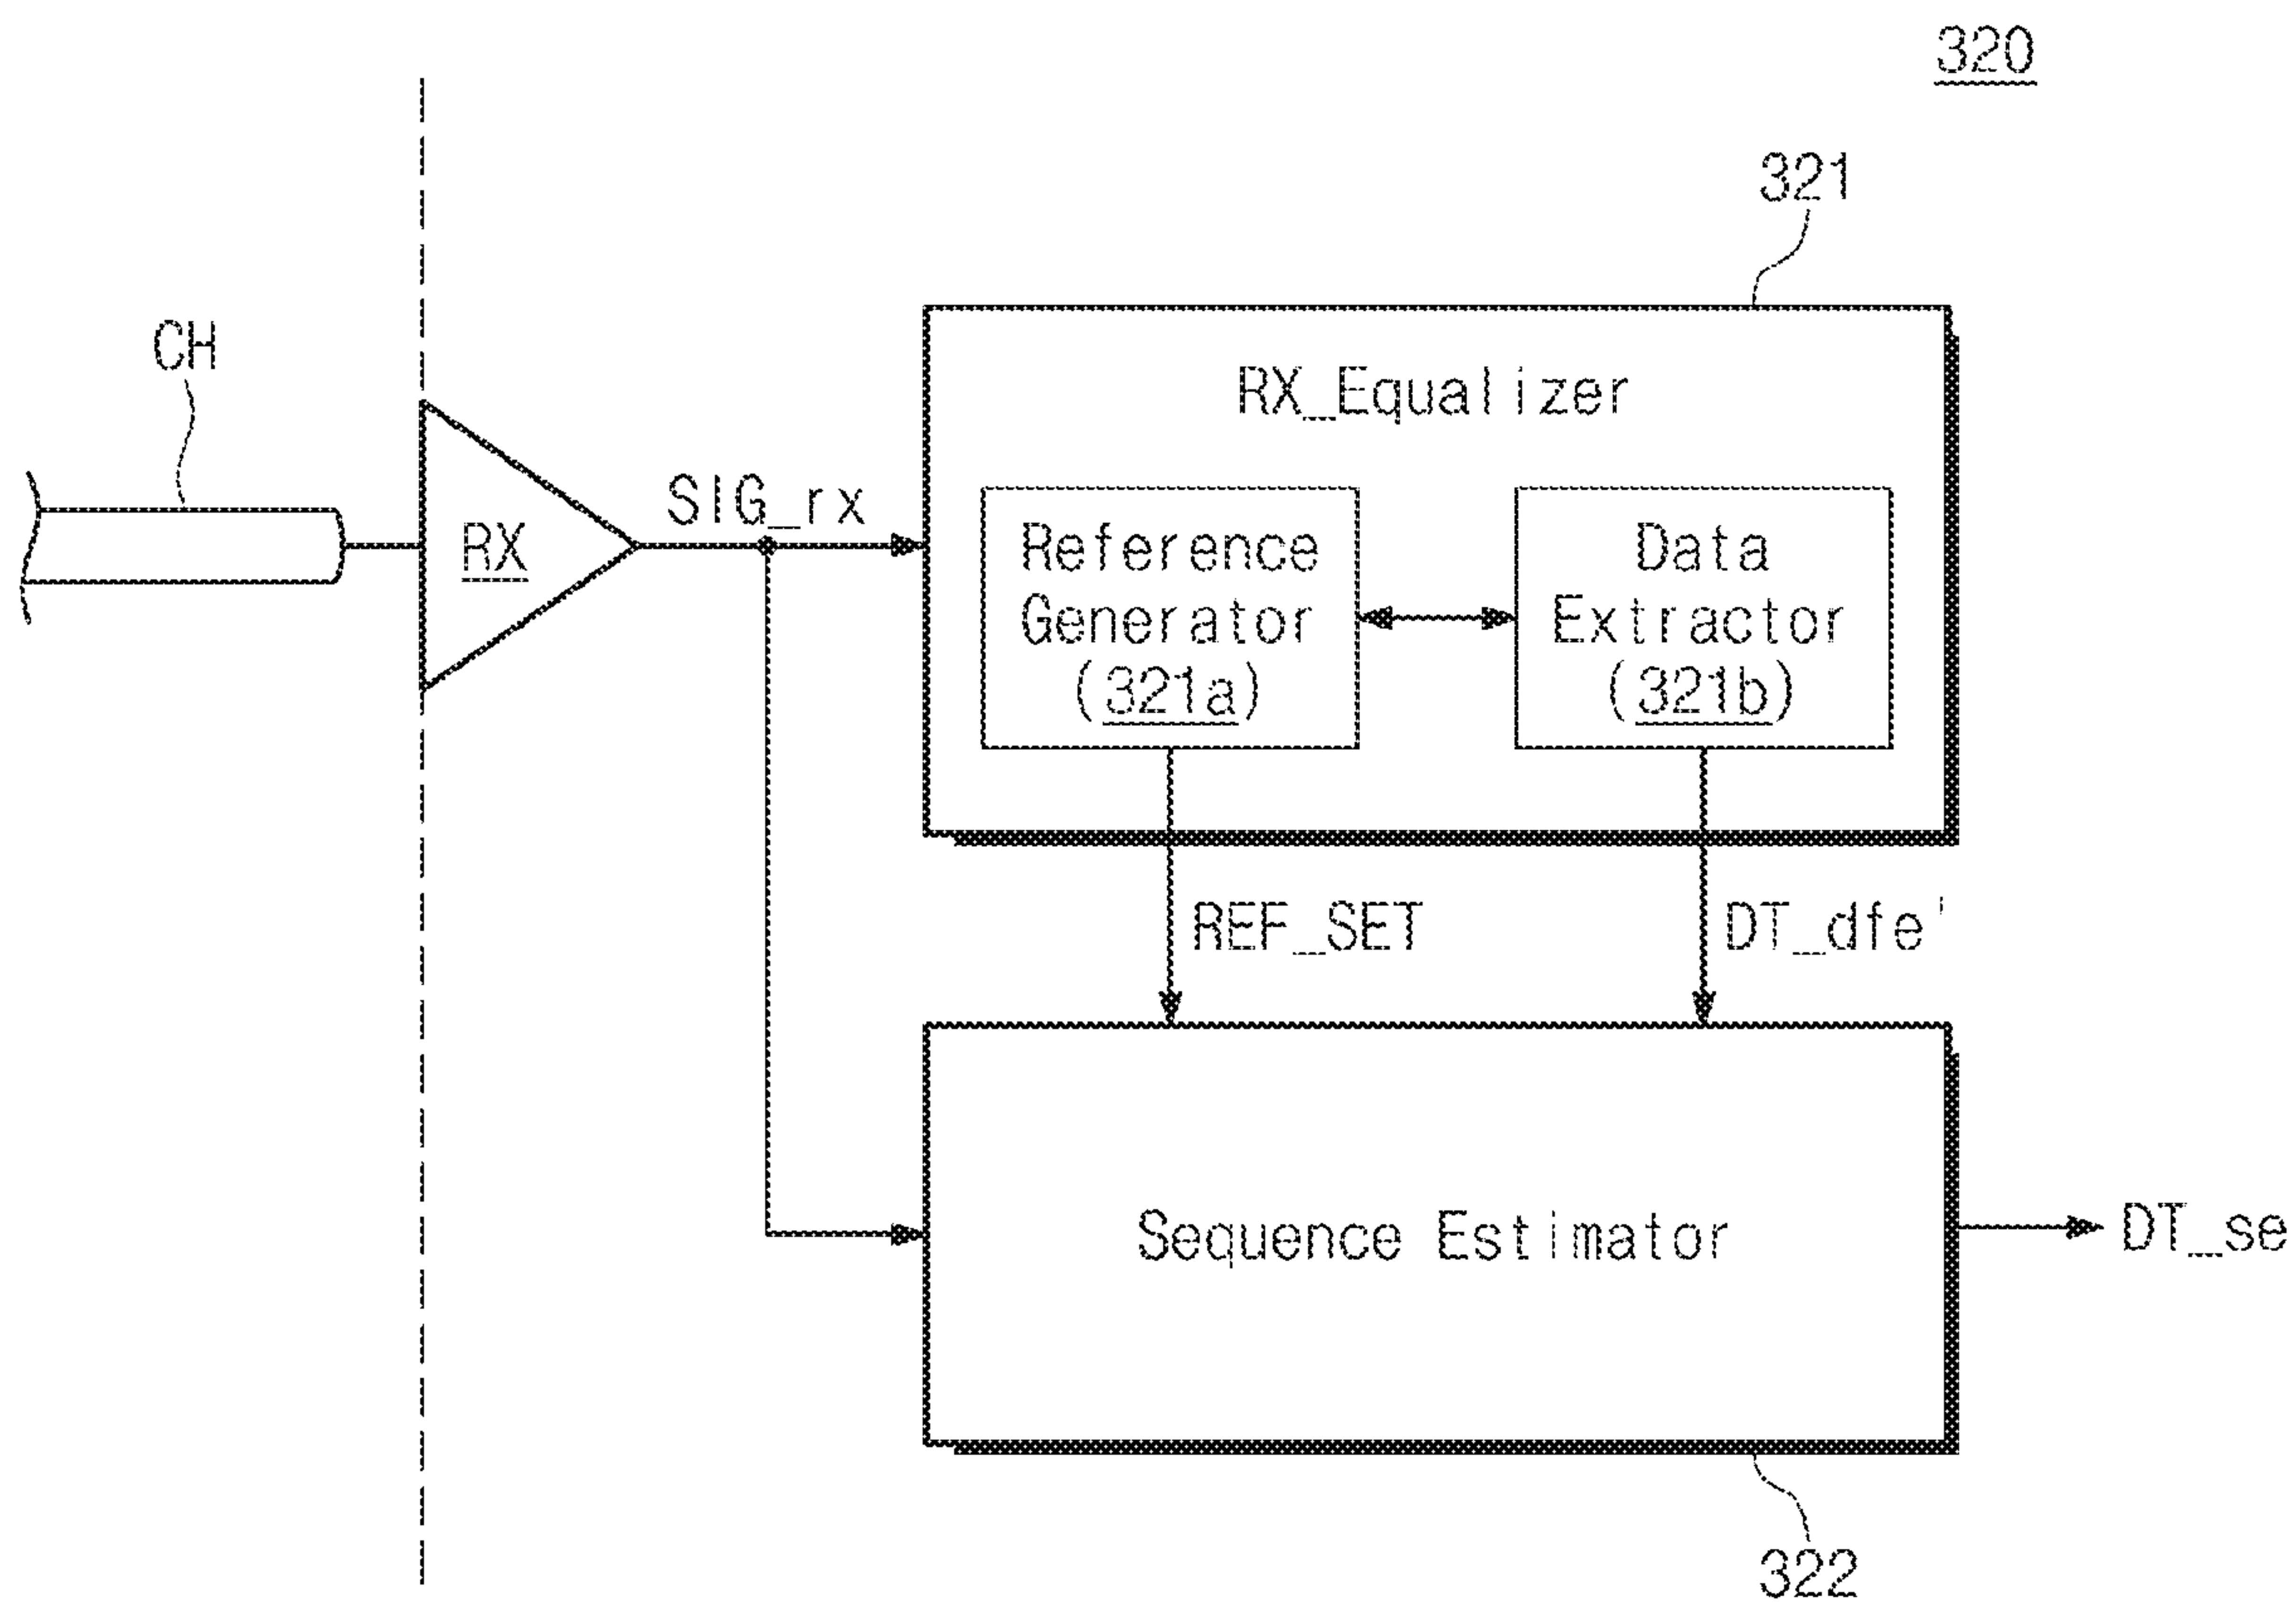 320
321
CH
RX_Equalizer
SIG_rx
RX
Reference
Generator
(321a)
Data
Extractor
(321b)
REF_SET
DT_dfe'
Sequence Estimator
DT_se
322